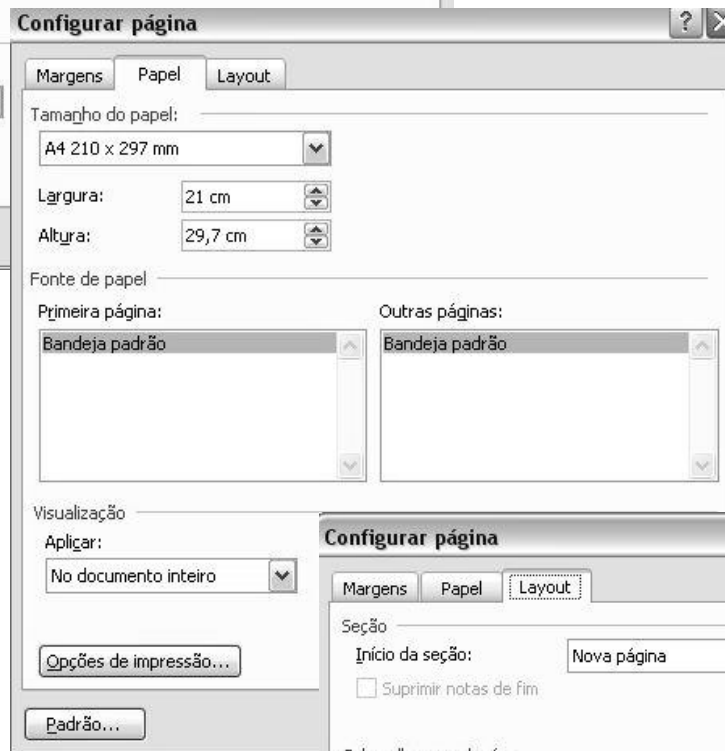 Configurar página
Margens Papel Layout
Tamanho do papel:
A4 210 x 297 mm
Largura: 21 cm
Altura: 29,7 cm
Fonte de papel
Primeira página: Outras páginas:
Bandeja padrão Bandeja padrão
Visualização
Aplicar:
No documento inteiro
Opções de impressão...
Padrão...
Configurar página
Margens Papel Layout
Seção
Início da seção: Nova página
Suprimir notas de fim